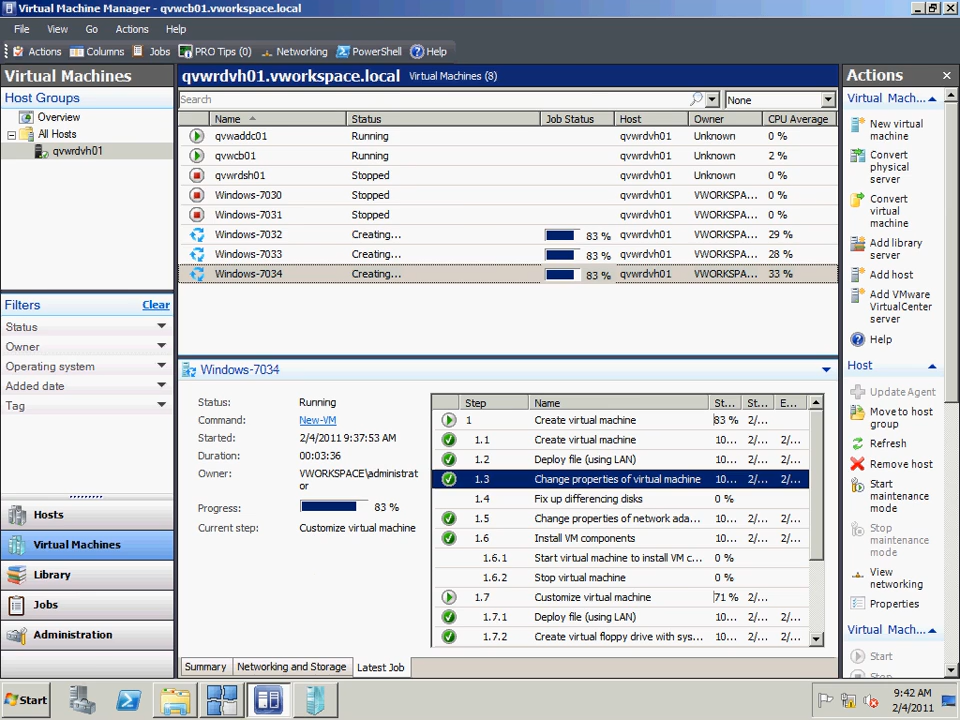 Virtual Machine Manager - qvwcb01.vworkspace.local
File View Go Actions Help
Actions Columns Jobs PRO Tips (0) Networking PowerShell Help
Virtual Machines
Host Groups
Overview
All Hosts
qvwrdvh01
Filters Clear
Status
Owner
Operating system
Added date
Tag
Hosts
Virtual Machines
Library
Jobs
Administration
qvwrdvh01.vworkspace.local Virtual Machines (8)
Search None
Name Status Job Status Host Owner CPU Average
qvwaddc01 Running qvwrdvh01 Unknown 0 %
qvwcb01 Running qvwrdvh01 Unknown 2 %
qvwrdsh01 Stopped qvwrdvh01 Unknown 0 %
Windows-7030 Stopped qvwrdvh01 VWORKSPA... 0 %
Windows-7031 Stopped qvwrdvh01 VWORKSPA... 0 %
Windows-7032 Creating... 83 % qvwrdvh01 VWORKSPA... 29 %
Windows-7033 Creating... 83 % qvwrdvh01 VWORKSPA... 28 %
Windows-7034 Creating... 83 % qvwrdvh01 VWORKSPA... 33 %
Windows-7034
Status: Running
Command: New-VM
Started: 2/4/2011 9:37:53 AM
Duration: 00:03:36
Owner: VWORKSPACE\administrat
or
Progress: 83 %
Current step: Customize virtual machine
Step Name St... St... E...
1 Create virtual machine 83 % 2/...
1.1 Create virtual machine 10... 2/... 2/...
1.2 Deploy file (using LAN) 10... 2/... 2/...
1.3 Change properties of virtual machine 10... 2/... 2/...
1.4 Fix up differencing disks 0 %
1.5 Change properties of network ada... 10... 2/... 2/...
1.6 Install VM components 10... 2/... 2/...
1.6.1 Start virtual machine to install VM c... 0 %
1.6.2 Stop virtual machine 0 %
1.7 Customize virtual machine 71 % 2/...
1.7.1 Deploy file (using LAN) 10... 2/... 2/...
1.7.2 Create virtual floppy drive with sys... 10... 2/... 2/...
Summary Networking and Storage Latest Job
Actions
Virtual Mach...
New virtual
machine
Convert
physical
server
Convert
virtual
machine
Add library
server
Add host
Add VMware
VirtualCenter
server
Help
Host
Update Agent
Move to host
group
Refresh
Remove host
Start
maintenance
mode
Stop
maintenance
mode
View
networking
Properties
Virtual Mach...
Start
Stop
Start
9:42 AM
2/4/2011